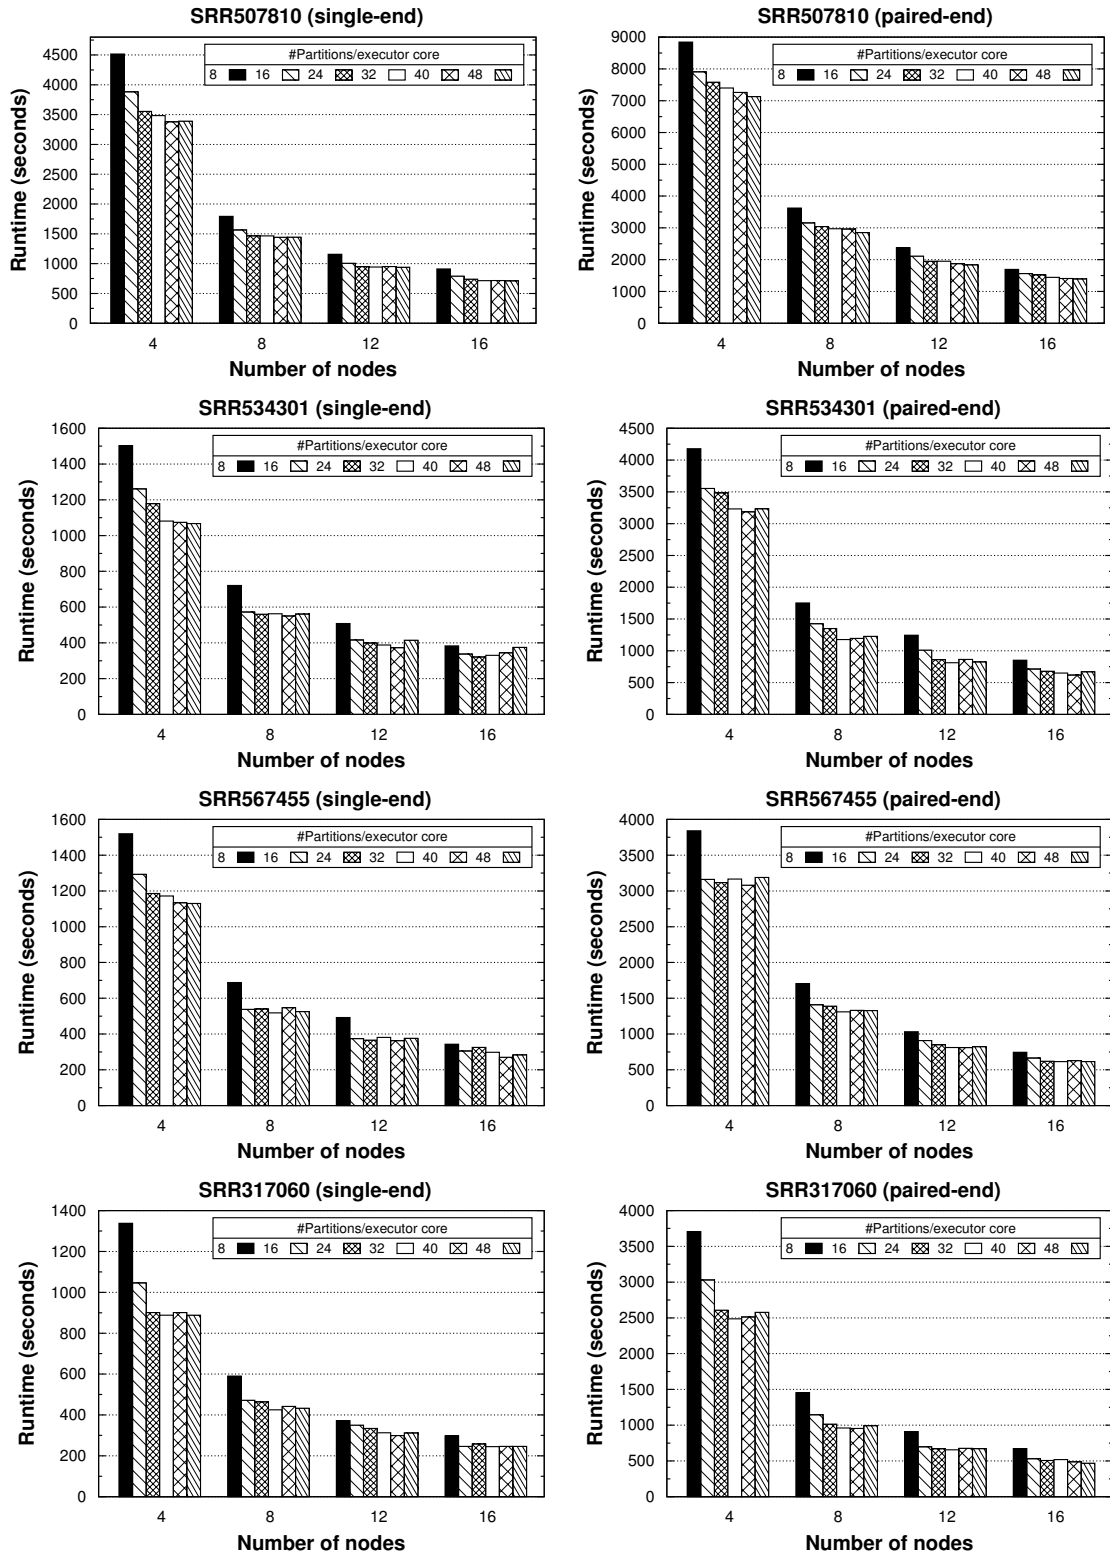 SRR507810 (single-end)
#Partitions/executor core
8 16 24 32 40 48
Runtime (seconds)
4500
4000
3500
3000
2500
2000
1500
1000
500
0
4 8 12 16
Number of nodes
SRR507810 (paired-end)
#Partitions/executor core
8 16 24 32 40 48
Runtime (seconds)
9000
8000
7000
6000
5000
4000
3000
2000
1000
0
4 8 12 16
Number of nodes
SRR534301 (single-end)
#Partitions/executor core
8 16 24 32 40 48
Runtime (seconds)
1600
1400
1200
1000
800
600
400
200
0
4 8 12 16
Number of nodes
SRR534301 (paired-end)
#Partitions/executor core
8 16 24 32 40 48
Runtime (seconds)
4500
4000
3500
3000
2500
2000
1500
1000
500
0
4 8 12 16
Number of nodes
SRR567455 (single-end)
#Partitions/executor core
8 16 24 32 40 48
Runtime (seconds)
1600
1400
1200
1000
800
600
400
200
0
4 8 12 16
Number of nodes
SRR567455 (paired-end)
#Partitions/executor core
8 16 24 32 40 48
Runtime (seconds)
4000
3500
3000
2500
2000
1500
1000
500
0
4 8 12 16
Number of nodes
SRR317060 (single-end)
#Partitions/executor core
8 16 24 32 40 48
Runtime (seconds)
1400
1200
1000
800
600
400
200
0
4 8 12 16
Number of nodes
SRR317060 (paired-end)
#Partitions/executor core
8 16 24 32 40 48
Runtime (seconds)
4000
3500
3000
2500
2000
1500
1000
500
0
4 8 12 16
Number of nodes